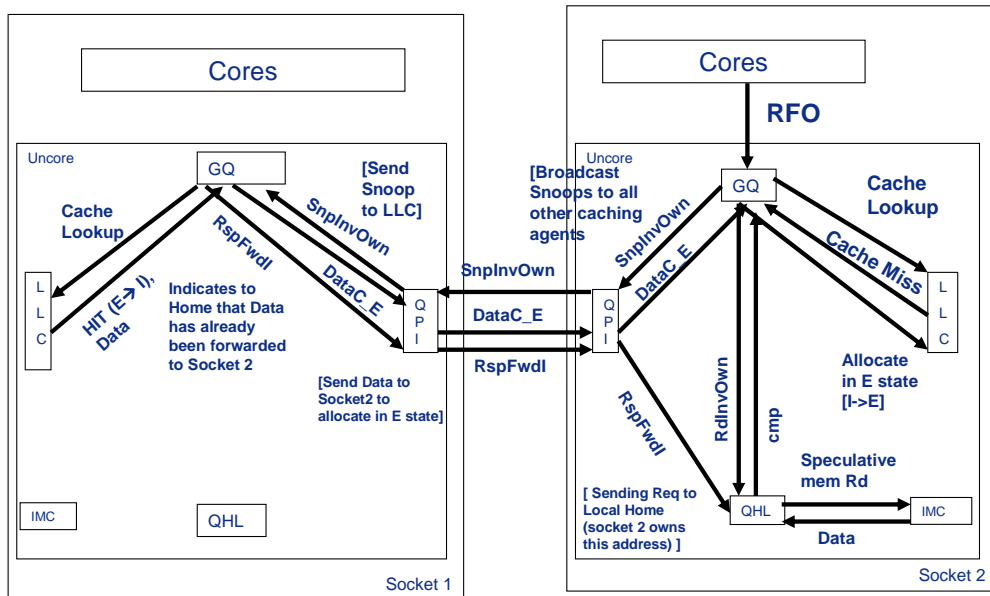 Cores
Uncore
GQ
[Send
Snoop
to LLC]
Cache
Lookup
SnpInvOwn
RspFwdI
DataC_E
L
L
C
HIT (E→ I),
Data
Indicates to
Home that Data
has already
been forwarded
to Socket 2
Q
P
I
[Send Data to
Socket2 to
allocate in E state]
IMC
QHL
Socket 1
SnpInvOwn
DataC_E
RspFwdI
Cores
RFO
Uncore
[Broadcast
Snoops to all
other caching
agents
GQ
Cache
Lookup
SnpInvOwn
DataC_E
Cache Miss
Q
P
I
L
L
C
Allocate
in E state
[I->E]
RspFwdI
RdInvOwn
cmp
Speculative
mem Rd
[ Sending Req to
Local Home
(socket 2 owns
this address) ]
QHL
IMC
Data
Socket 2